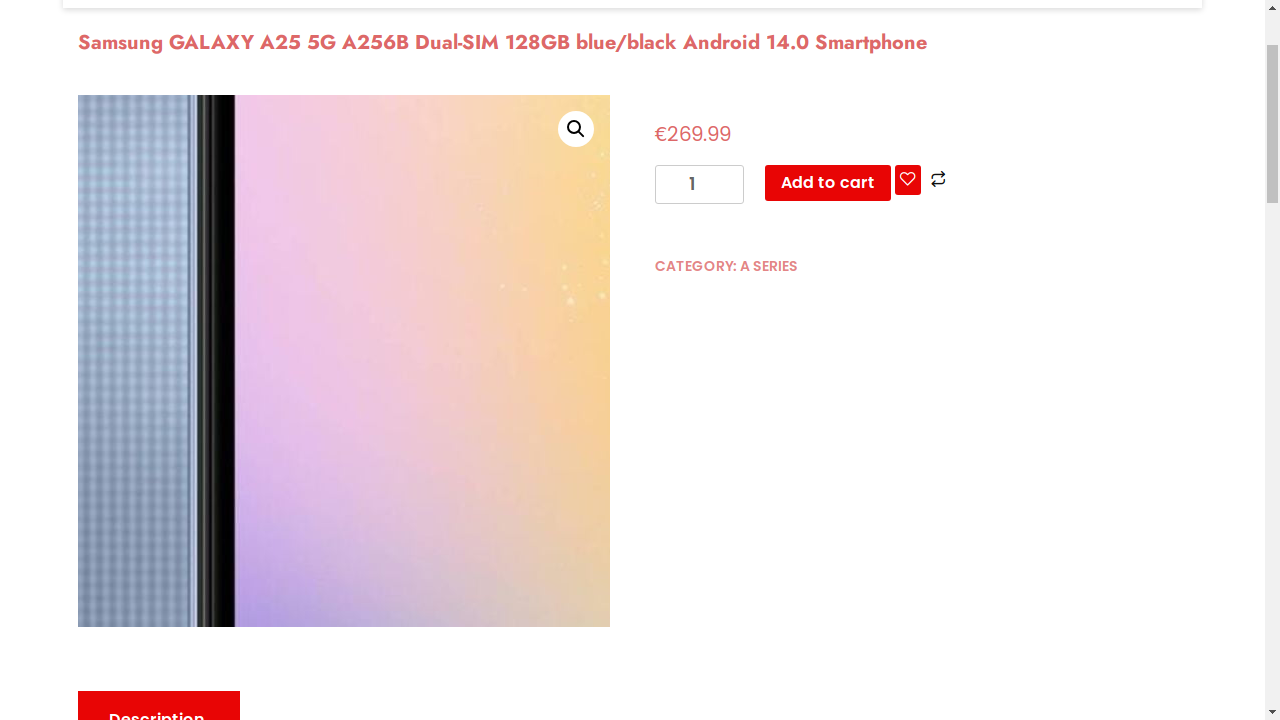 Samsung GALAXY A25 5G A256B Dual-SIM 128GB blue/black Android 14.0 Smartphone
€269.99
1
Add to cart
CATEGORY: A SERIES
Description